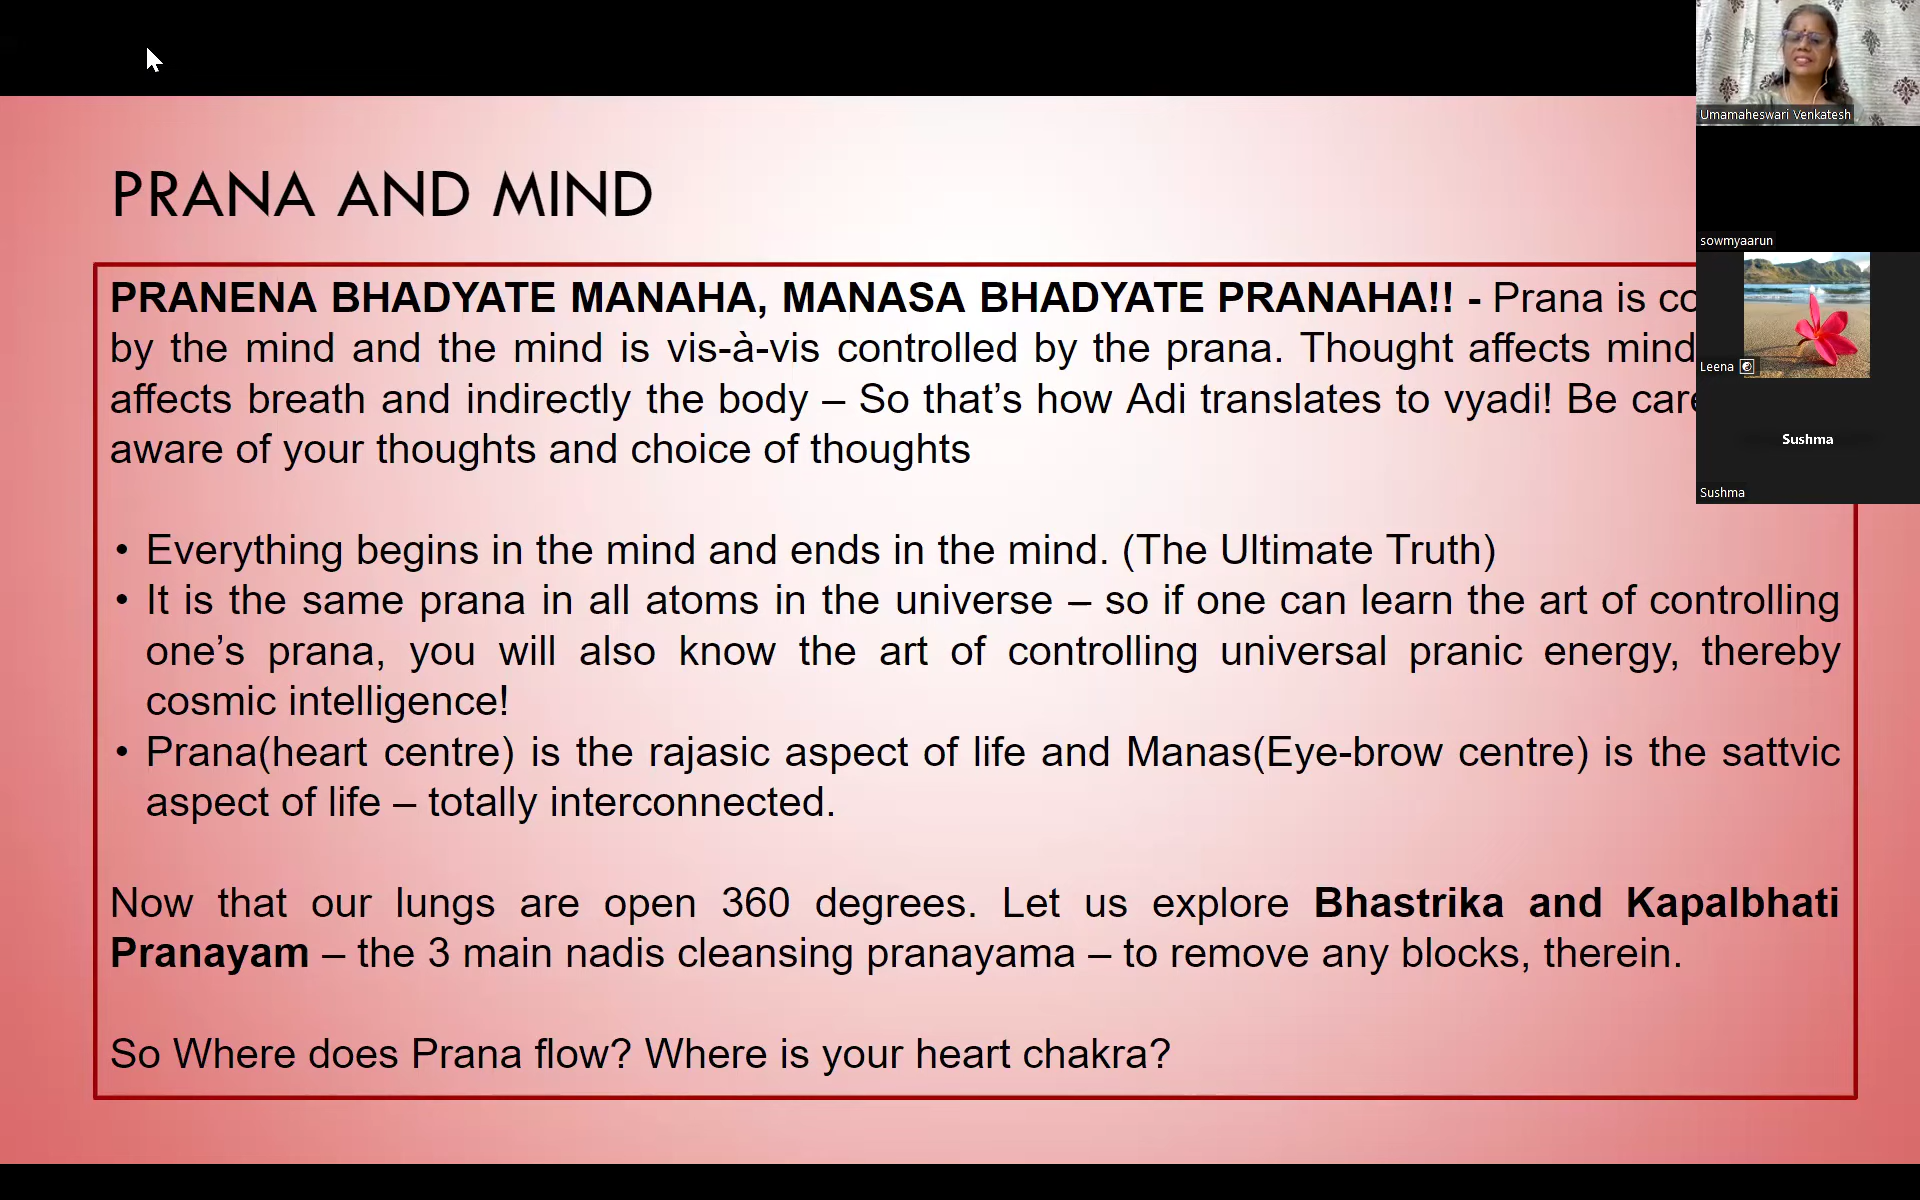 PRANA AND MIND
PRANENA BHADYATE MANAHA, MANASA BHADYATE PRANAHA!! - Prana is
by the mind and the mind is vis-à-vis controlled by the prana. Thought affects mind
affects breath and indirectly the body – So that's how Adi translates to vyadi! Be
aware of your thoughts and choice of thoughts
• Everything begins in the mind and ends in the mind. (The Ultimate Truth)
• It is the same prana in all atoms in the universe – so if one can learn the art of controlling
one's prana, you will also know the art of controlling universal pranic energy, thereby
cosmic intelligence!
• Prana(heart centre) is the rajasic aspect of life and Manas(Eye-brow centre) is the sattvic
aspect of life – totally interconnected.
Now that our lungs are open 360 degrees. Let us explore Bhastrika and Kapalbhati
Pranayam – the 3 main nadis cleansing pranayama – to remove any blocks, therein.
So Where does Prana flow? Where is your heart chakra?
Umamaheswari Venkatesh
sowmyaarun
Leena
Sushma
Sushma